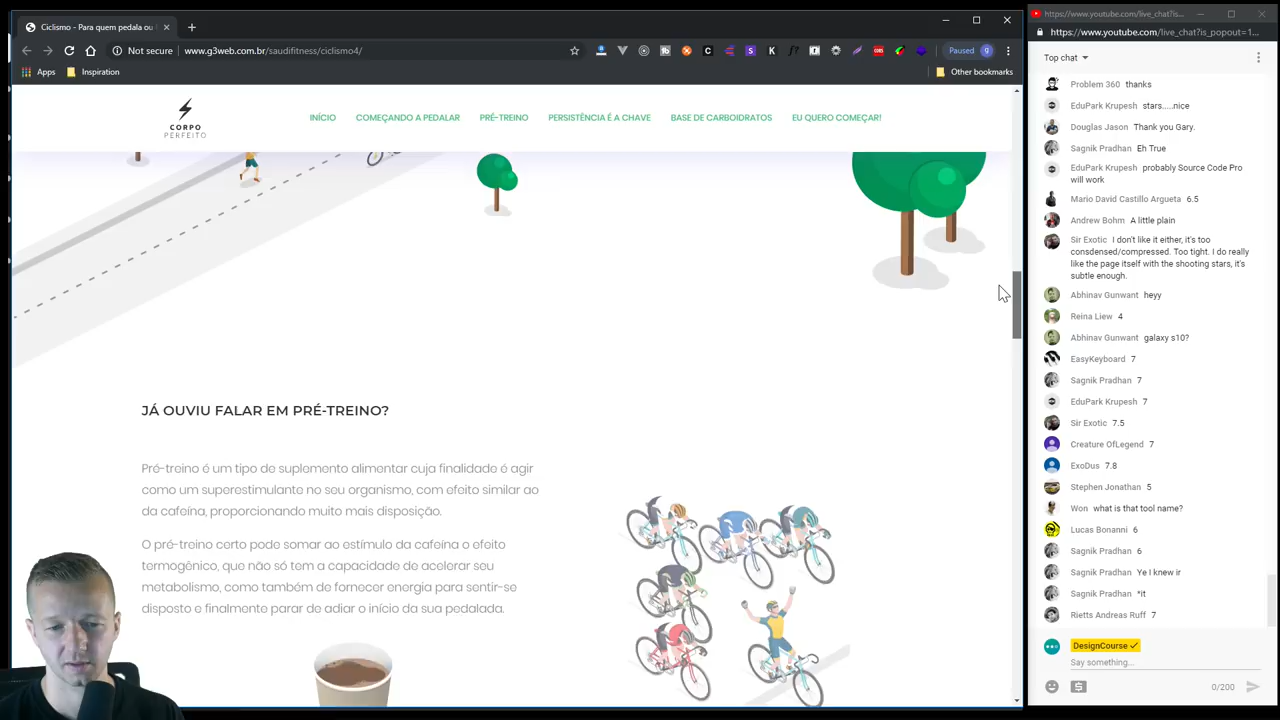 Ciclismo - Para quem pedala ou
Not secure
www.g3web.com.br/saudifitness/ciclismo4/
Paused
g
Apps
Inspiration
Other bookmarks
CORPO
PERFEITO
INÍCIO
COMEÇANDO A PEDALAR
PRÉ-TREINO
PERSISTÊNCIA É A CHAVE
BASE DE CARBOIDRATOS
EU QUERO COMEÇAR!
JÁ OUVIU FALAR EM PRÉ-TREINO?
Pré-treino é um tipo de suplemento alimentar cuja finalidade é agir
como um superestimulante no seu organismo, com efeito similar ao
da cafeína, proporcionando muito mais disposição.
O pré-treino certo pode somar ao acúmulo da cafeína o efeito
termogênico, que não só tem a capacidade de acelerar seu
metabolismo, como também de fornecer energia para sentir-se
disposto e finalmente parar de adiar o início da sua pedalada.
https://www.youtube.com/live_chat?is...
https://www.youtube.com/live_chat?is_popout=1...
Top chat
Problem 360 thanks
EduPark Krupesh stars.....nice
Douglas Jason Thank you Gary.
Sagnik Pradhan Eh True
EduPark Krupesh probably Source Code Pro
will work
Mario David Castillo Argueta 6.5
Andrew Bohm A little plain
Sir Exotic I don't like it either, it's too
consdensed/compressed. Too tight. I do really
like the page itself with the shooting stars, it's
subtle enough.
Abhinav Gunwant heyy
Reina Liew 4
Abhinav Gunwant galaxy s10?
EasyKeyboard 7
Sagnik Pradhan 7
EduPark Krupesh 7
Sir Exotic 7.5
Creature OfLegend 7
ExoDus 7.8
Stephen Jonathan 5
Won what is that tool name?
Lucas Bonanni 6
Sagnik Pradhan 6
Sagnik Pradhan Ye I knew ir
Sagnik Pradhan *it
Rietts Andreas Ruff 7
DesignCourse
Say something...
0/200